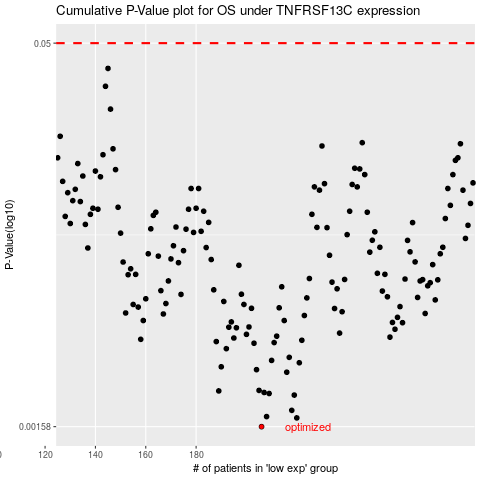 Cumulative P-Value plot for OS under TNFRSF13C expression
0.05
P-Value(log10)
0.00158
optimized
0 120 140 160 180
# of patients in 'low exp' group